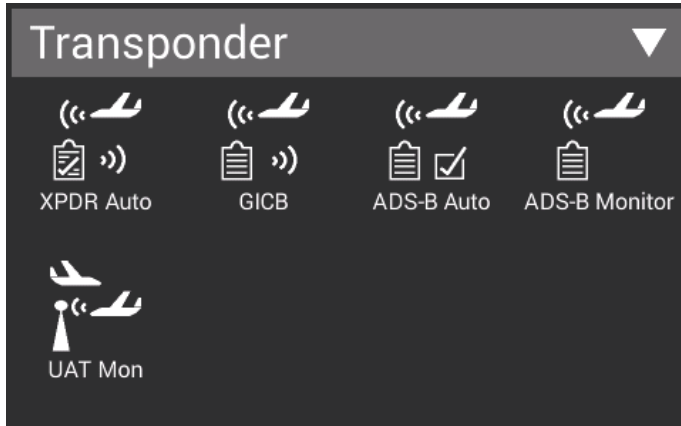 Transponder
XPDR Auto
GICB
ADS-B Auto
ADS-B Monitor
UAT Mon